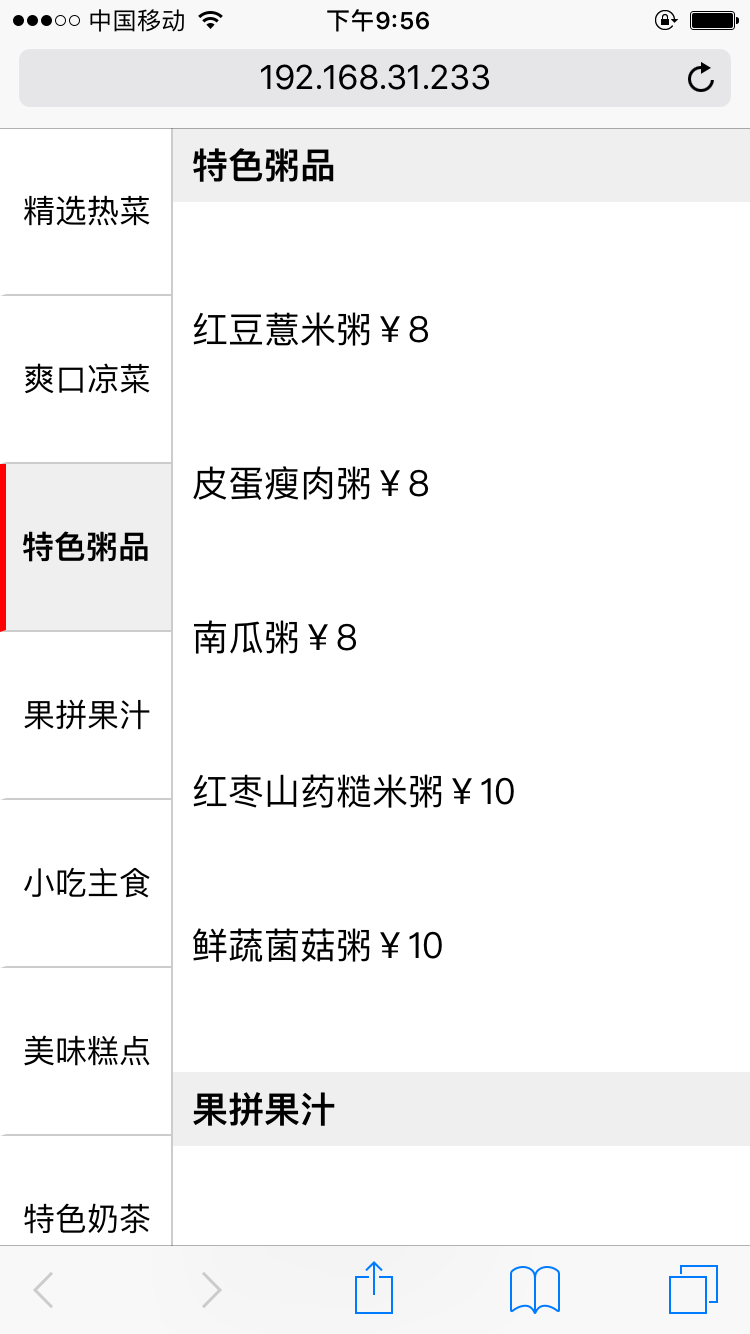 中国移动 下午9:56
192.168.31.233
精选热菜
爽口凉菜
特色粥品
果拼果汁
小吃主食
美味糕点
特色奶茶
特色粥品
红豆薏米粥￥8
皮蛋瘦肉粥￥8
南瓜粥￥8
红枣山药糙米粥￥10
鲜蔬菌菇粥￥10
果拼果汁